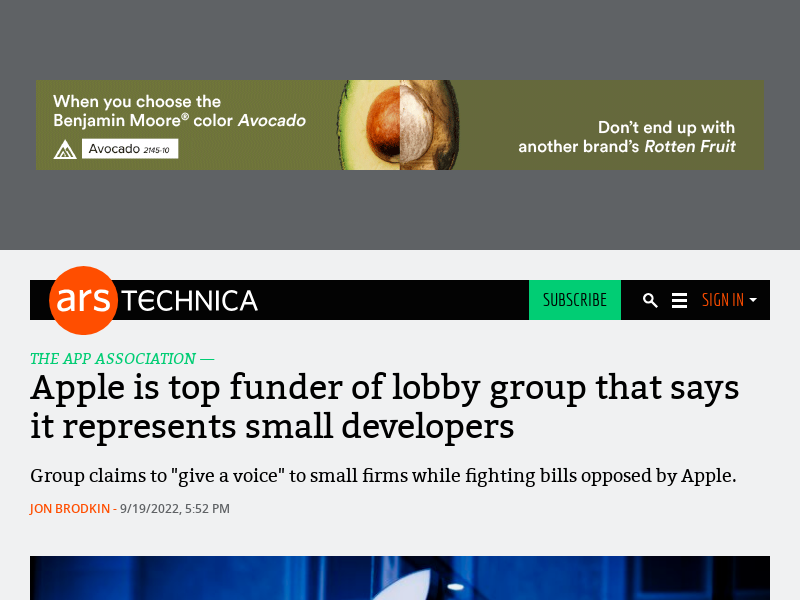 When you choose the
Benjamin Moore® color Avocado
Avocado 2145-10
Don't end up with
another brand's Rotten Fruit
ars TECHNICA
SUBSCRIBE
SIGN IN
THE APP ASSOCIATION —
Apple is top funder of lobby group that says
it represents small developers
Group claims to "give a voice" to small firms while fighting bills opposed by Apple.
JON BRODKIN - 9/19/2022, 5:52 PM